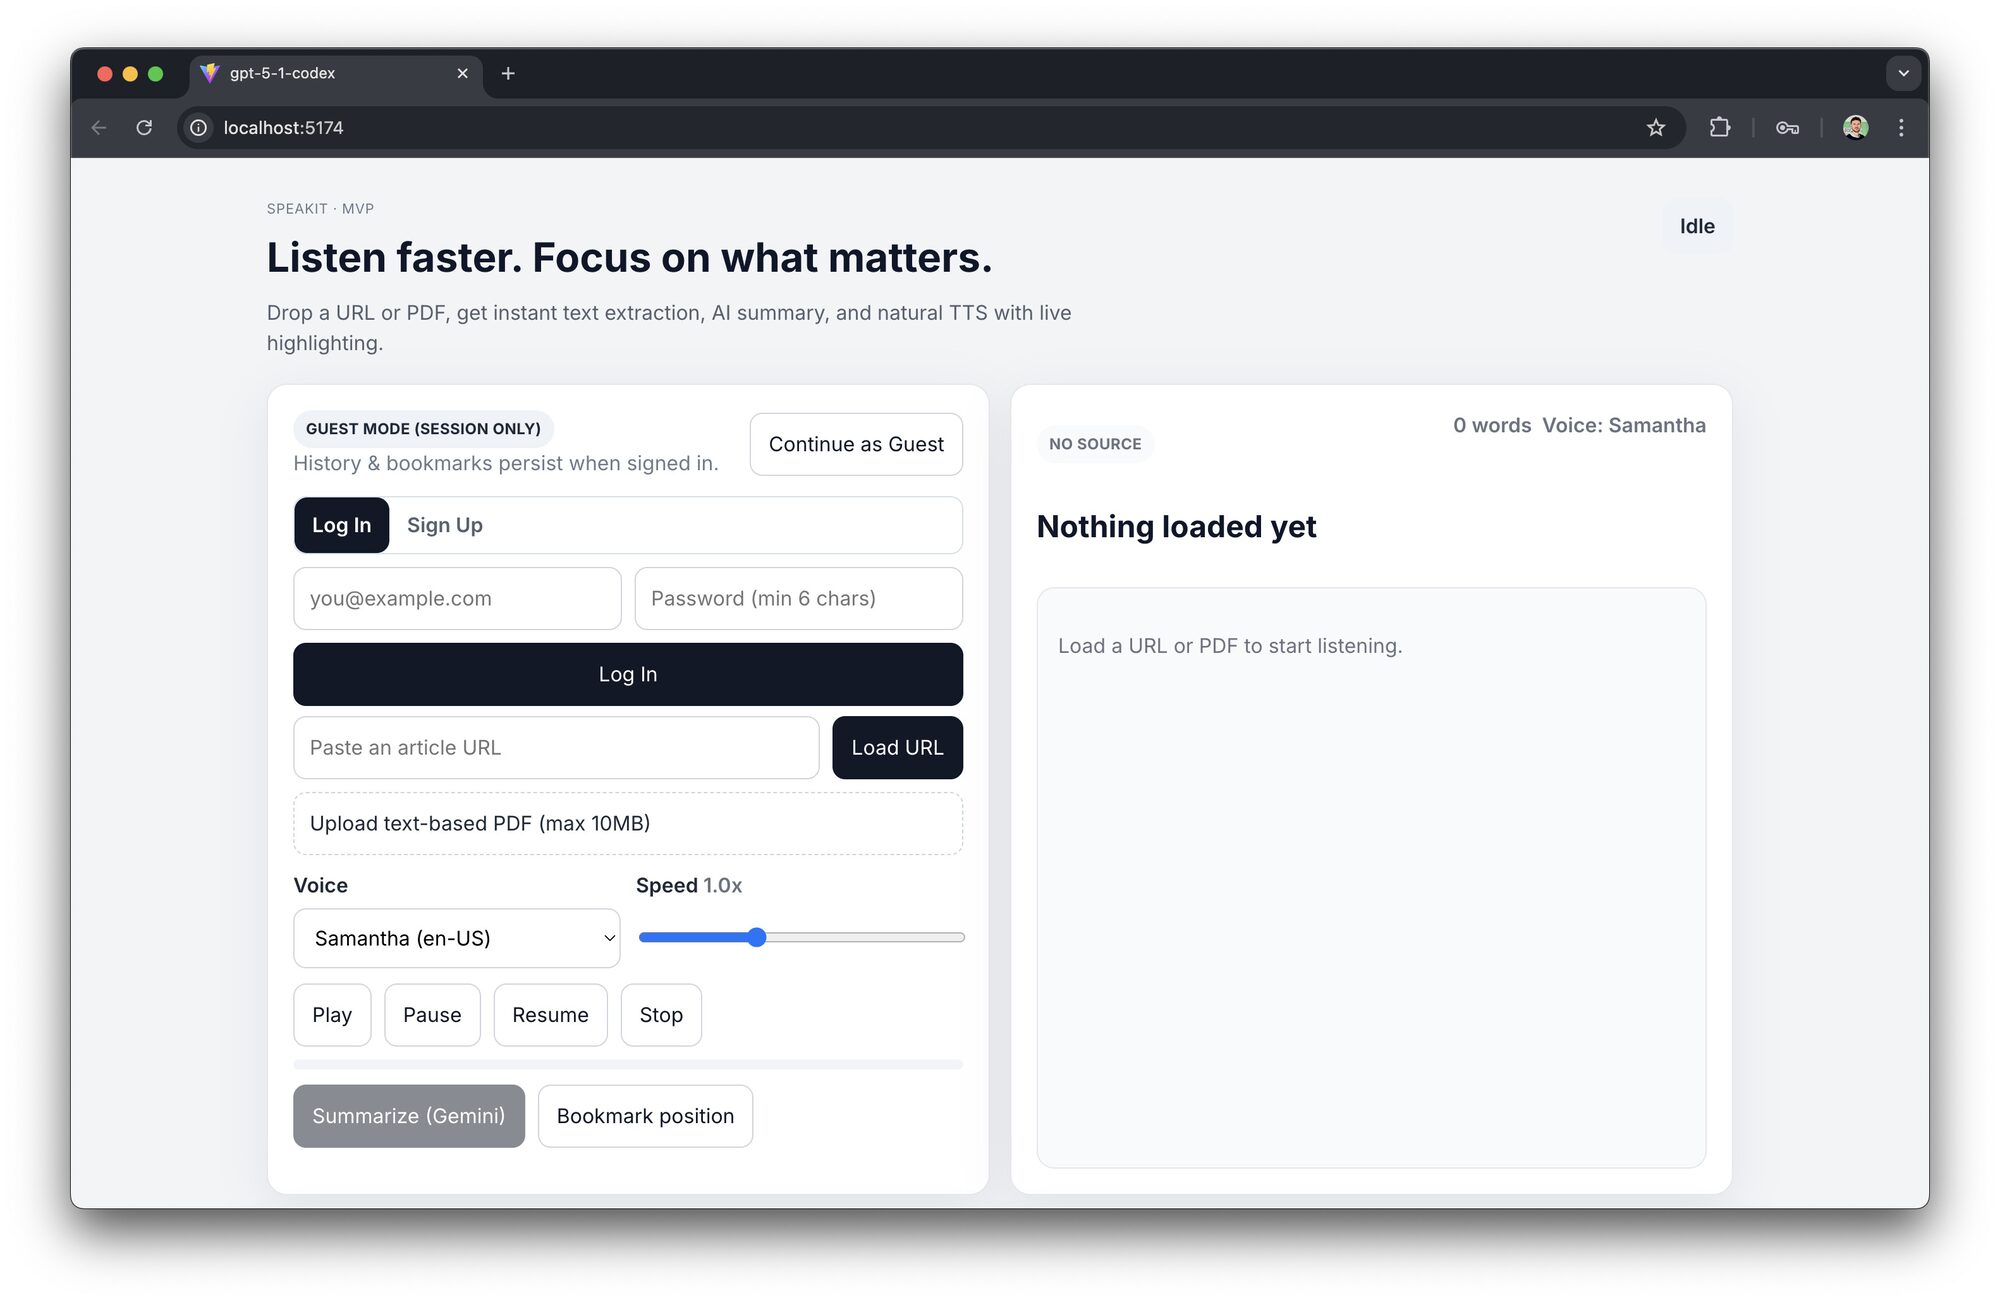 gpt-5-1-codex
localhost:5174
SPEAKIT · MVP
Idle
Listen faster. Focus on what matters.
Drop a URL or PDF, get instant text extraction, AI summary, and natural TTS with live
highlighting.
GUEST MODE (SESSION ONLY)
History & bookmarks persist when signed in.
Continue as Guest
Log In
Sign Up
you@example.com
Password (min 6 chars)
Log In
Paste an article URL
Load URL
Upload text-based PDF (max 10MB)
Voice
Speed 1.0x
Samantha (en-US)
Play
Pause
Resume
Stop
Summarize (Gemini)
Bookmark position
NO SOURCE
0 words Voice: Samantha
Nothing loaded yet
Load a URL or PDF to start listening.